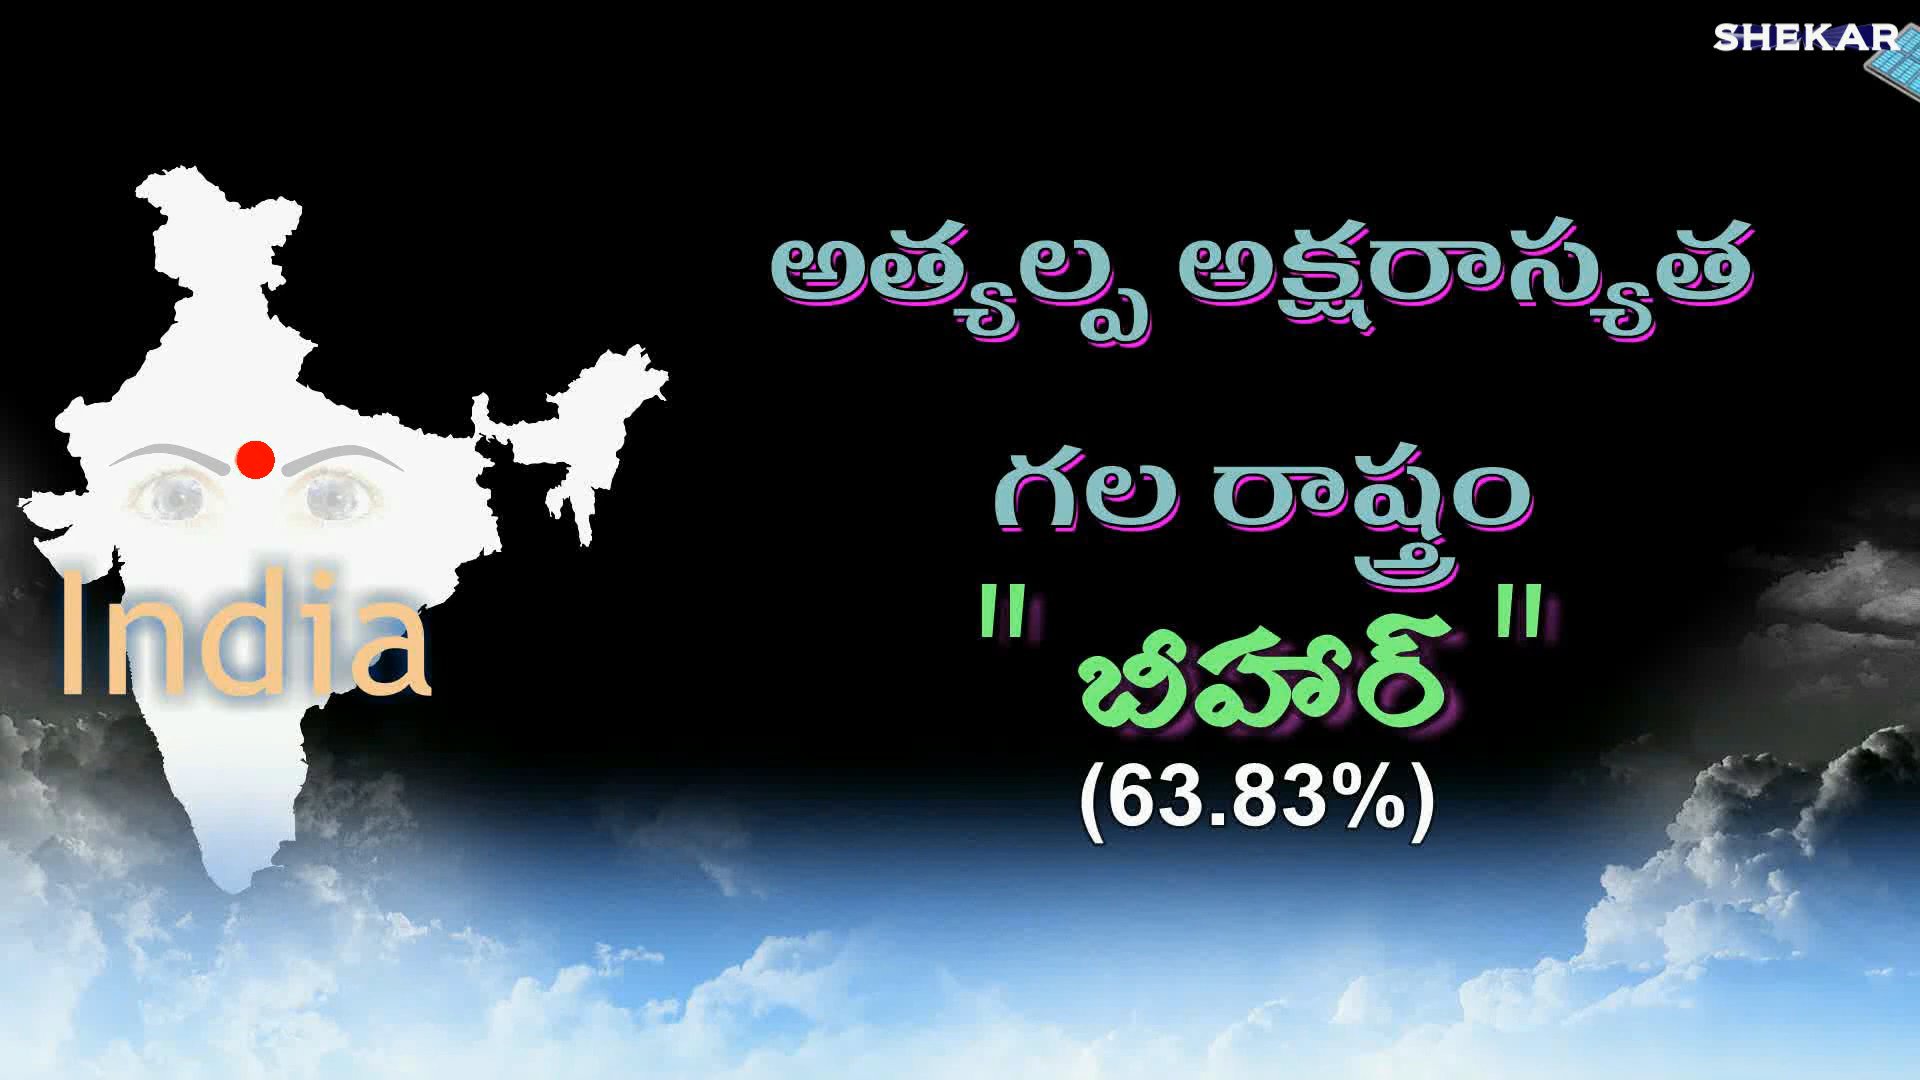 SHEKAR
అత్యల్ప అక్షరాస్యత
గల రాష్త్రం
" బీహార్ "
(63.83%)
India